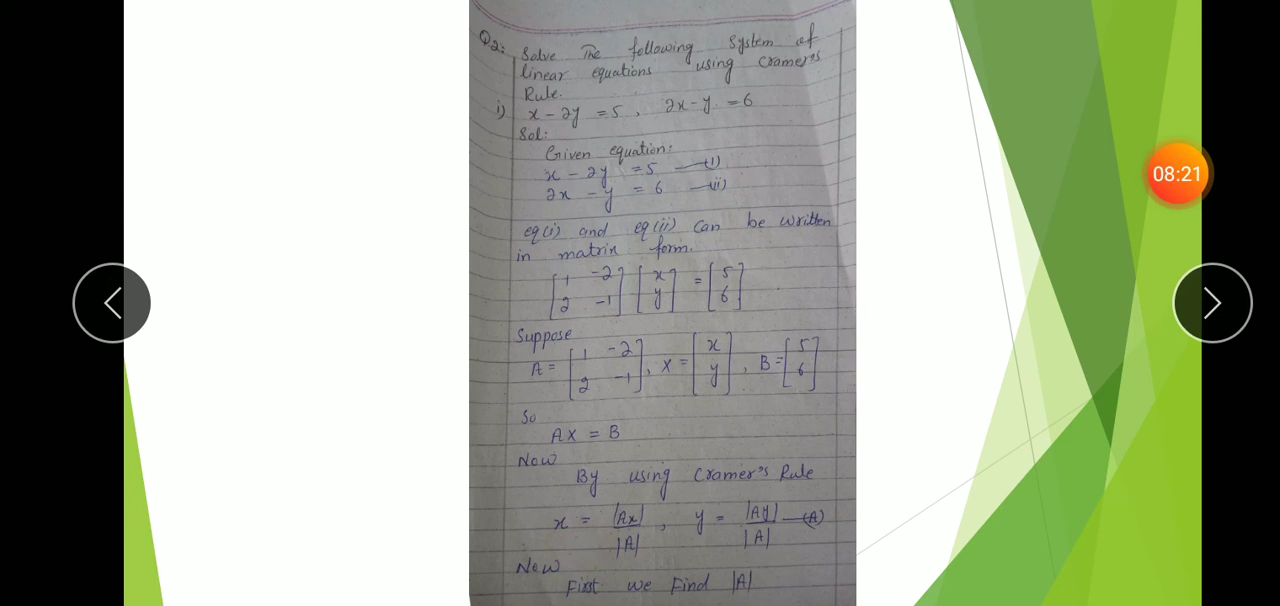 Q2: Solve The following System of
linear equations using Cramer's
Rule.
i) x - 2y = 5 , 2x - y = 6
Sol:
Given equation:
x - 2y = 5 —(i)
2x - y = 6 —(ii)
eq(i) and eq(ii) can be written
in matrix form.
[1 -2] [x] = [5]
[2 -1] [y] [6]
Suppose
A = [1 -2], X = [x], B = [5]
[2 -1] [y] [6]
So
AX = B
Now
By using Cramer's Rule
x = |Ax| / |A| , y = |Ay| / |A| —(A)
Now
First we Find |A|
08:21